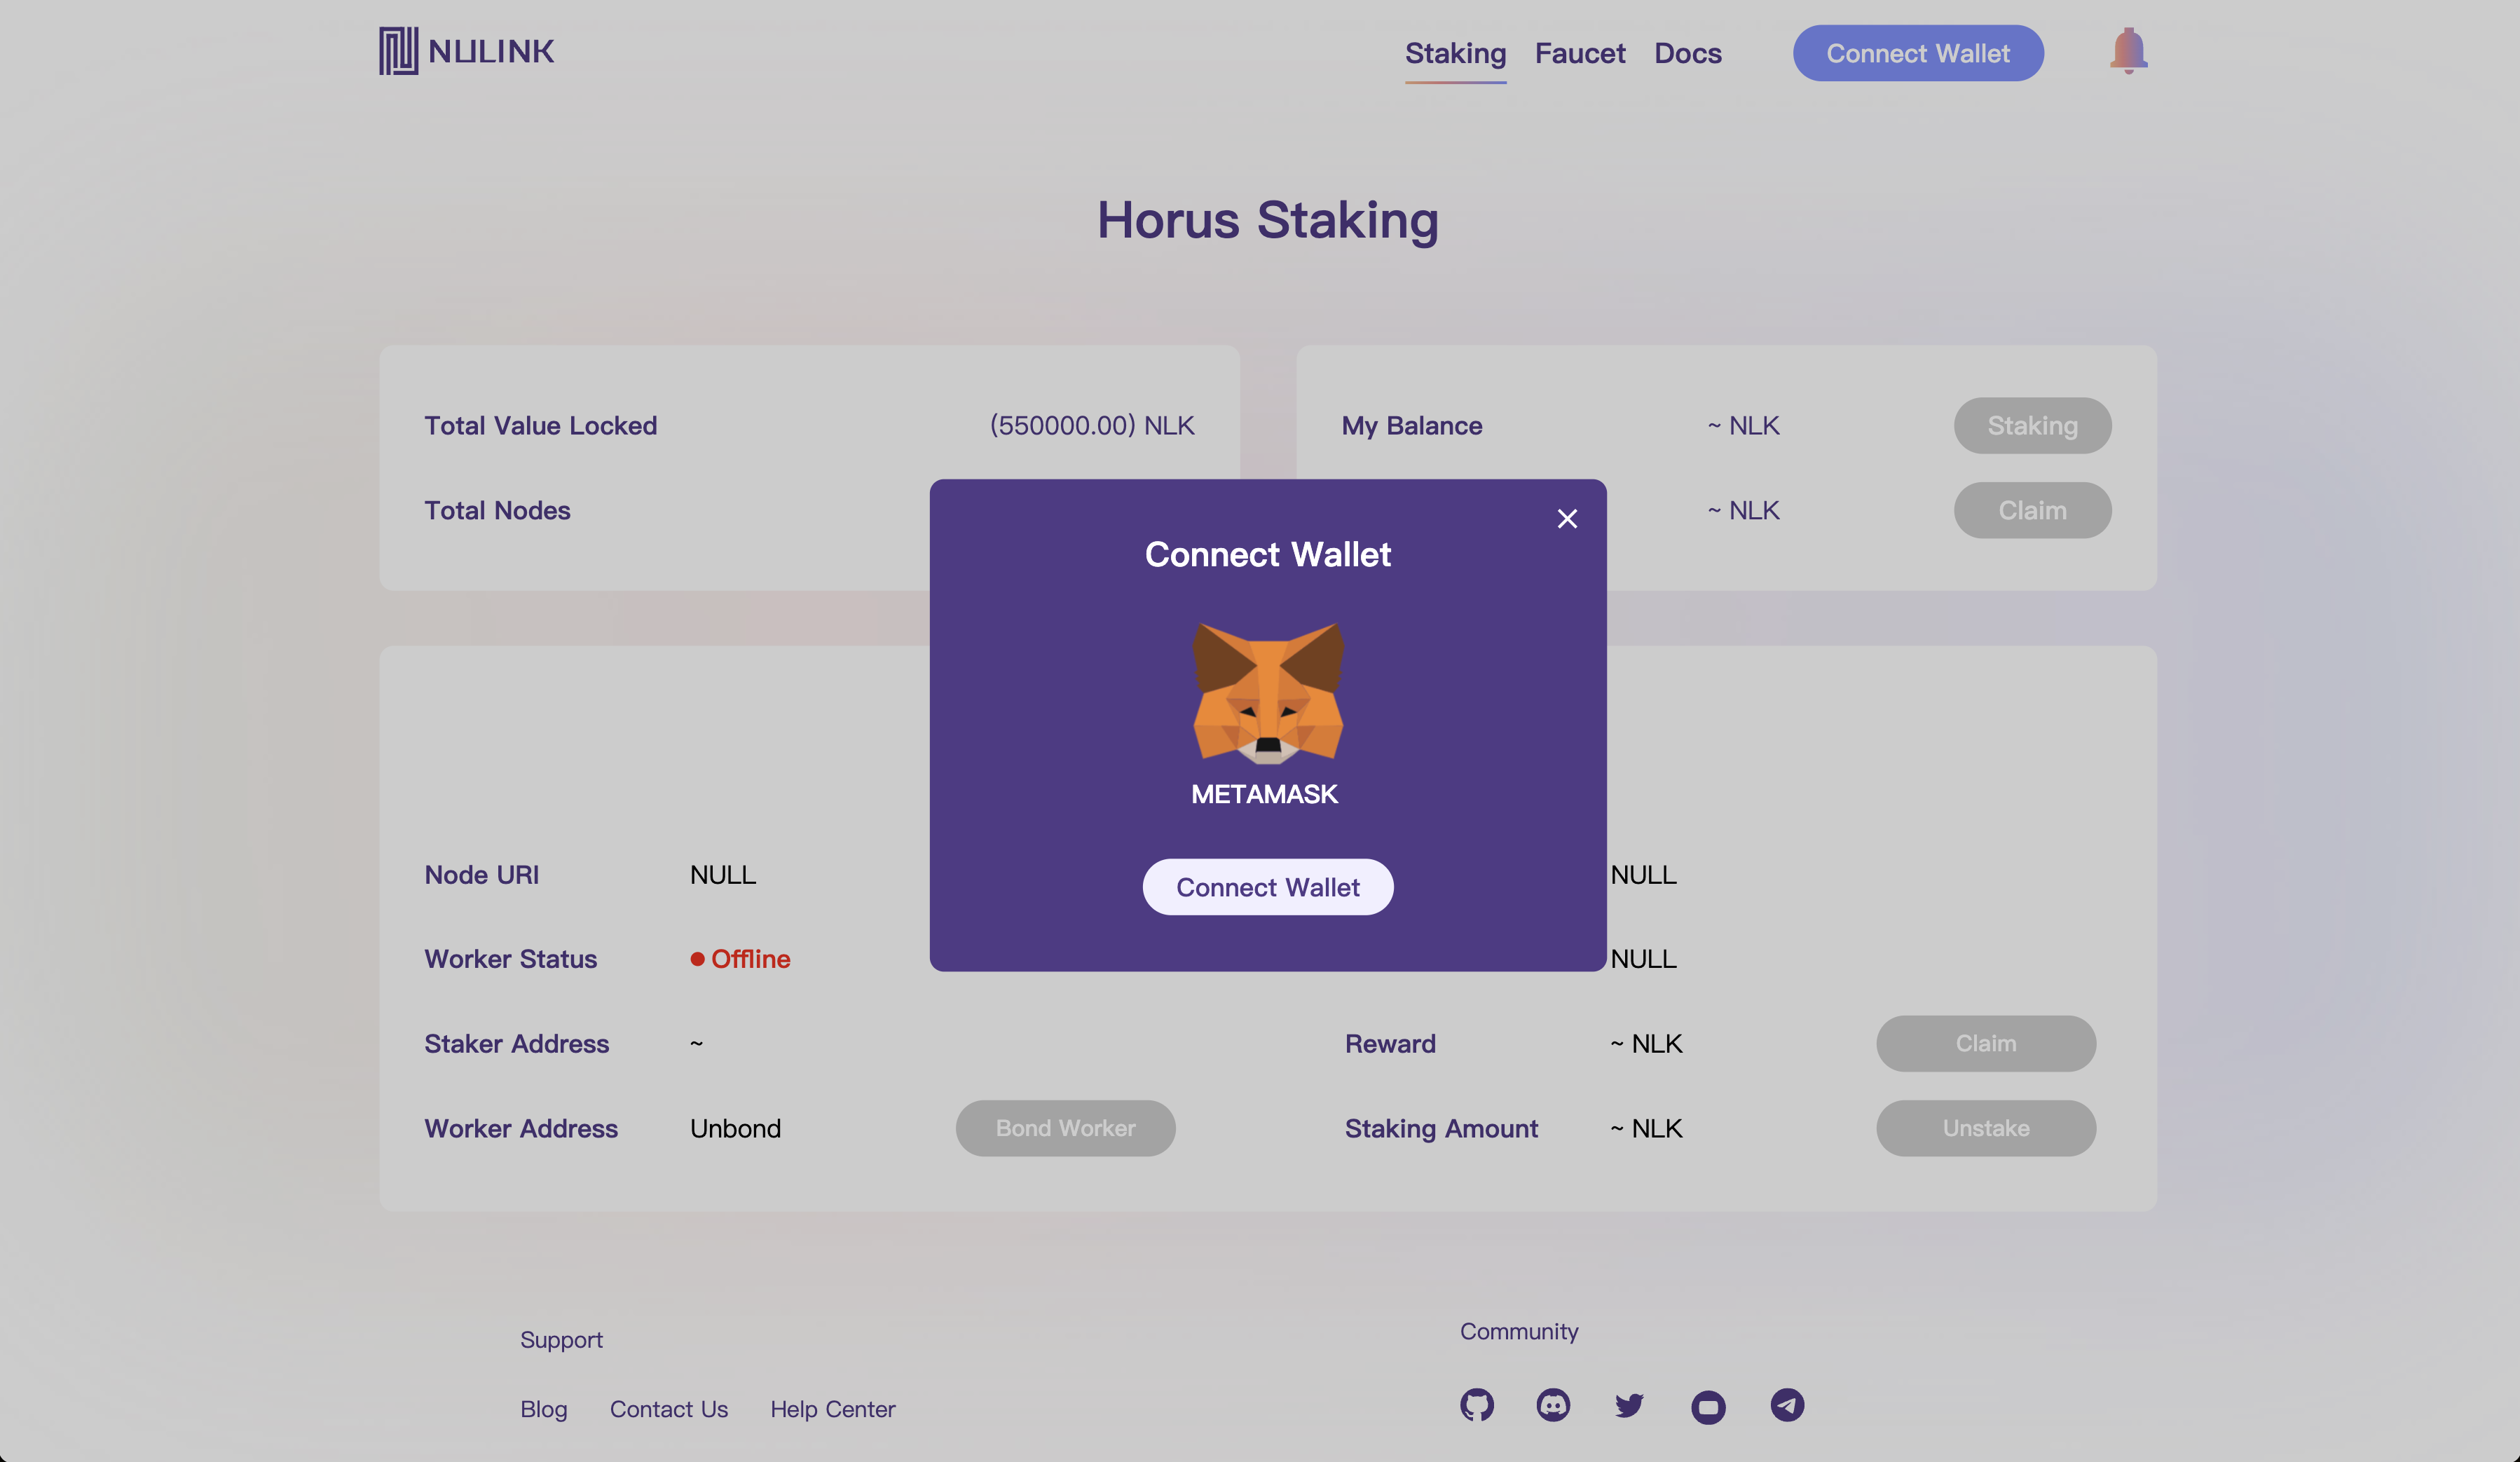 NULINK
Staking Faucet Docs Connect Wallet
Horus Staking
Total Value Locked (550000.00) NLK
Total Nodes
My Balance ~ NLK Staking
~ NLK Claim
Connect Wallet
METAMASK
Connect Wallet
Node URI NULL
Worker Status Offline
Staker Address ~
Worker Address Unbond Bond Worker
NULL
NULL
Reward ~ NLK Claim
Staking Amount ~ NLK Unstake
Support
Blog Contact Us Help Center
Community